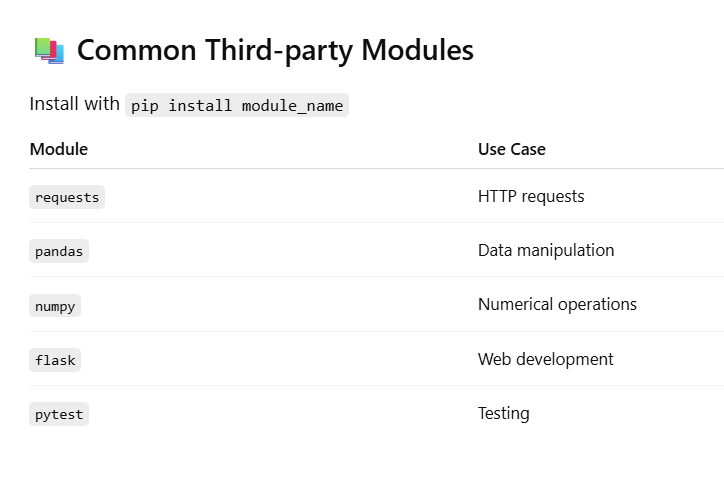 Common Third-party Modules
Install with pip install module_name
Module Use Case
requests HTTP requests
pandas Data manipulation
numpy Numerical operations
flask Web development
pytest Testing